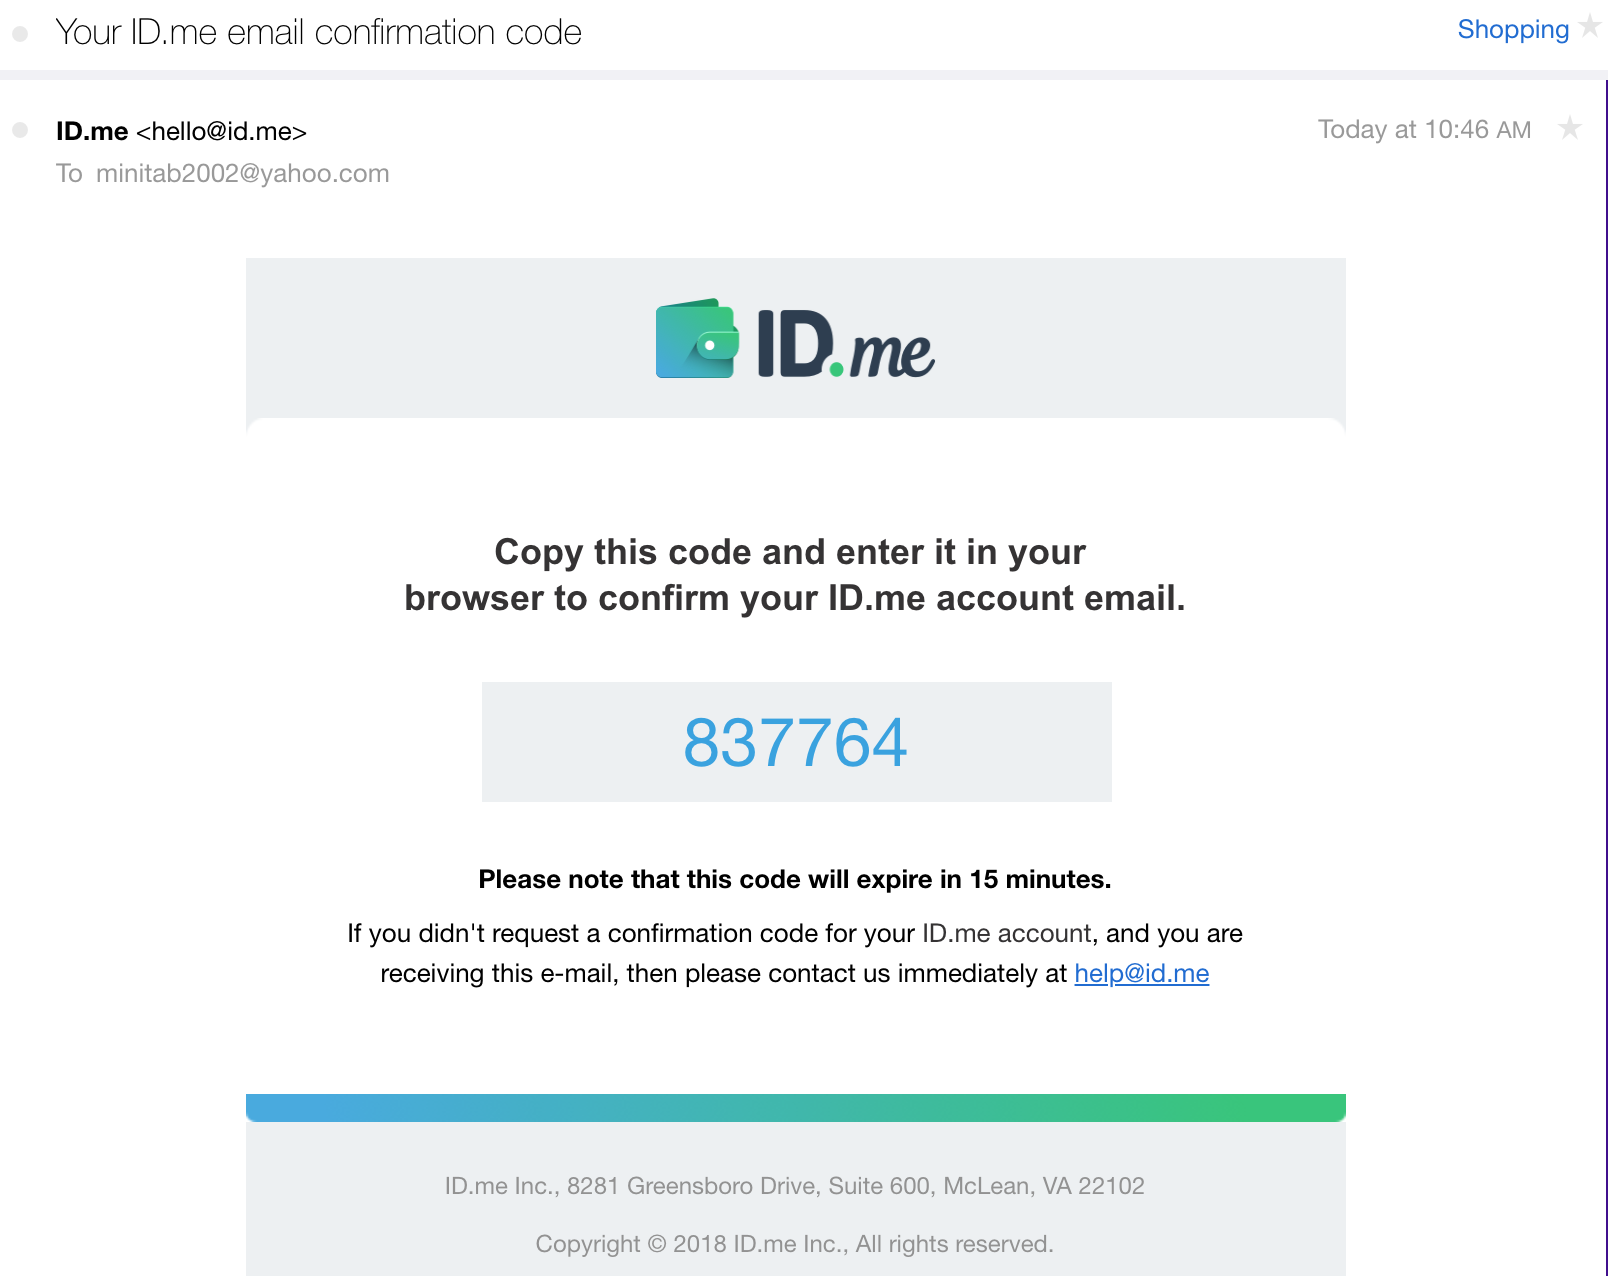 Your ID.me email confirmation code
Shopping
ID.me <hello@id.me>
Today at 10:46 AM
To minitab2002@yahoo.com
ID.me
Copy this code and enter it in your
browser to confirm your ID.me account email.
837764
Please note that this code will expire in 15 minutes.
If you didn't request a confirmation code for your ID.me account, and you are
receiving this e-mail, then please contact us immediately at help@id.me
ID.me Inc., 8281 Greensboro Drive, Suite 600, McLean, VA 22102
Copyright © 2018 ID.me Inc., All rights reserved.